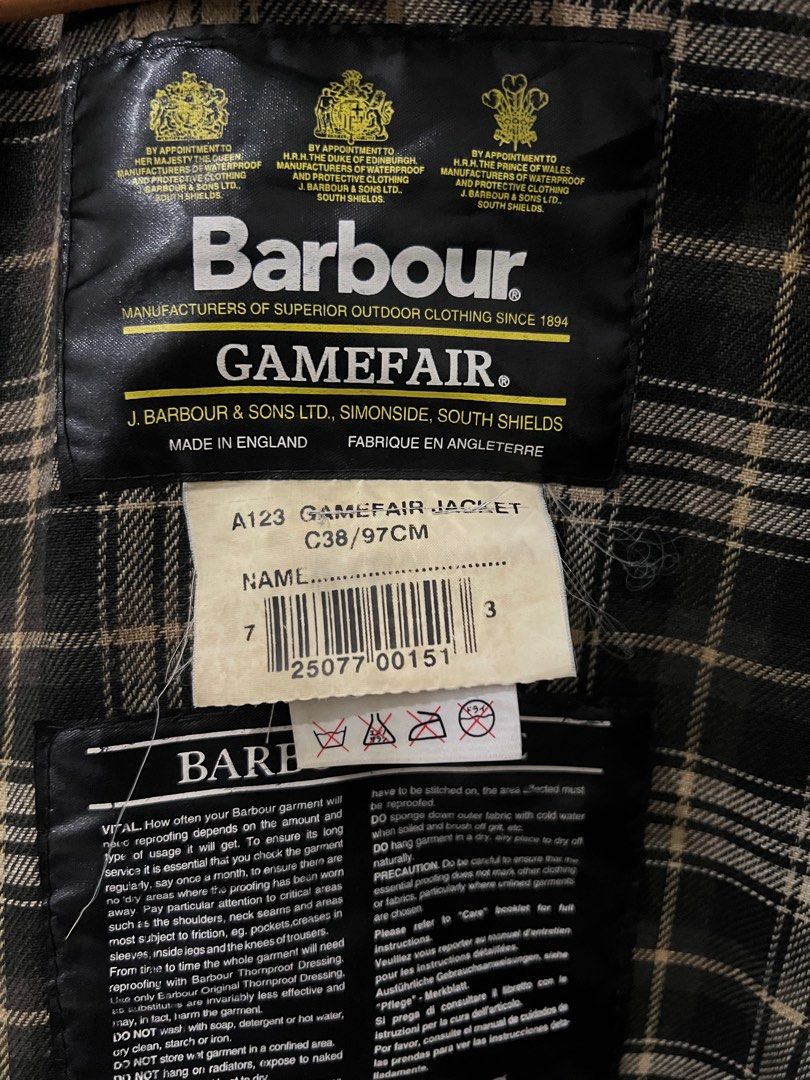 BY APPOINTMENT TO
HER MAJESTY THE QUEEN.
MANUFACTURERS OF WATERPROOF
AND PROTECTIVE CLOTHING
BARBOUR & SONS LTD.,
SOUTH SHIELDS.
BY APPOINTMENT TO
H.R.H. THE DUKE OF EDINBURGH.
MANUFACTURERS OF WATERPROOF
AND PROTECTIVE CLOTHING
J. BARBOUR & SONS LTD.,
SOUTH SHIELDS.
BY APPOINTMENT TO
H.R.H. THE PRINCE OF WALES.
MANUFACTURERS OF WATERPROOF
AND PROTECTIVE CLOTHING
J. BARBOUR & SONS LTD.,
SOUTH SHIELDS.
Barbour®
MANUFACTURERS OF SUPERIOR OUTDOOR CLOTHING SINCE 1894
GAMEFAIR®
J. BARBOUR & SONS LTD., SIMONSIDE, SOUTH SHIELDS
MADE IN ENGLAND FABRIQUE EN ANGLETERRE
A123 GAMEFAIR JACKET
C38/97CM
NAME..............................
7 25077 00151 3
ドライ
BARB
VITAL. How often your Barbour garment will
need reproofing depends on the amount and
type of usage it will get. To ensure its long
service it is essential that you check the garment
regularly, say once a month, to ensure there are
no 'dry' areas where the proofing has been worn
away. Pay particular attention to critical areas
such as the shoulders, neck seams and areas
most subject to friction, eg. pockets, creases in
sleeves, inside legs and the knees of trousers.
From time to time the whole garment will need
reproofing with Barbour Thornproof Dressing.
Use only Barbour Original Thornproof Dressing,
as substitutes are invariably less effective and
may, in fact, harm the garment.
DO NOT wash with soap, detergent or hot water,
dry clean, starch or iron.
DO NOT store wet garment in a confined area.
DO NOT hang on radiators, expose to naked
have to be stitched on, the area affected must
be reproofed.
DO sponge down outer fabric with cold water
when soiled and brush off grit, etc.
DO hang garment in a dry, airy place to dry off
naturally.
PRECAUTION. Do be careful to ensure that the
essential proofing does not mark other clothing
or fabrics, particularly where unlined garments
are chosen.
Please refer to "Care" booklet for full
instructions.
Veuillez vous reporter au manuel d'entretien
pour les instructions détaillées.
Ausführliche Gebrauchsanweisungen, siehe
"Pflege" - Merkblatt.
Si prega di consultare il libretto con le
istruzioni per la cura dell'articolo.
Por favor, consulte el manual de cuidados de
las prendas para ver las instrucciones deta-
lladamente.